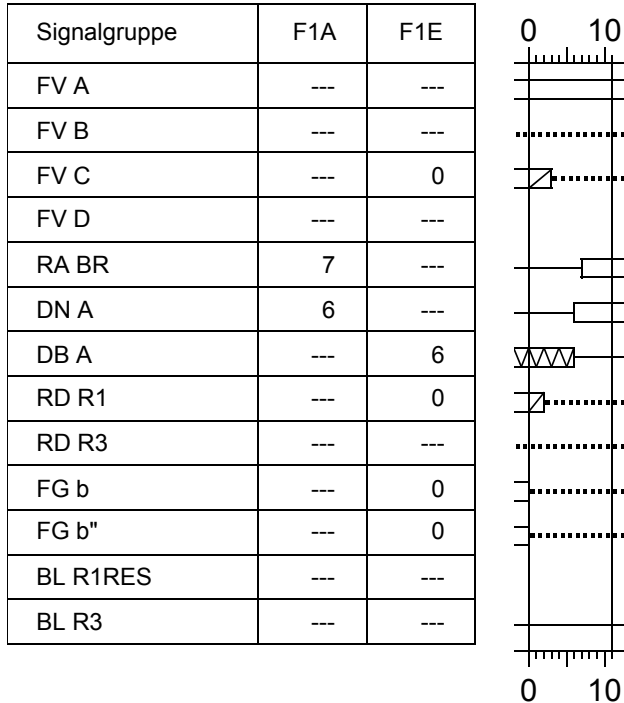 Signalgruppe F1A F1E 0 10
FV A --- ---
FV B --- ---
FV C --- 0
FV D --- ---
RA BR 7 ---
DN A 6 ---
DB A --- 6
RD R1 --- 0
RD R3 --- ---
FG b --- 0
FG b" --- 0
BL R1RES --- ---
BL R3 --- ---
0 10